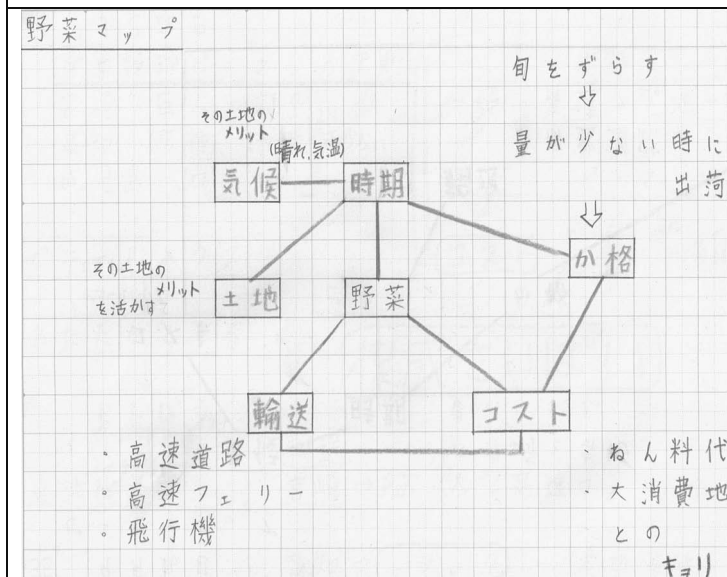 野菜マップ
旬をずらす
⇩
量が少ない時に
出荷
⇩
その土地の
メリット
(晴れ、気温)
気候
時期
か格
その土地の
メリット
を活かす
土地
野菜
輸送
コスト
・高速道路
・高速フェリー
・飛行機
・ねん料代
・大消費地
との
キョリ